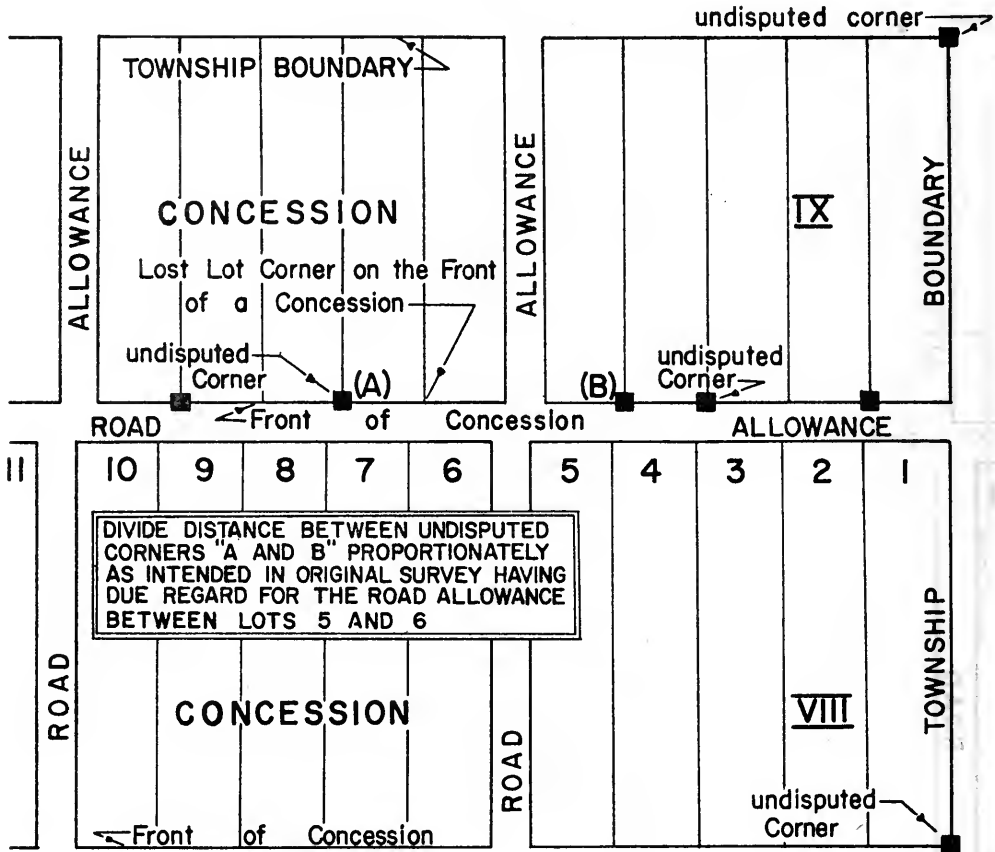 undisputed corner
TOWNSHIP BOUNDARY
ALLOWANCE
ALLOWANCE
BOUNDARY
CONCESSION
IX
Lost Lot Corner on the Front
of a Concession
undisputed
Corner
(A)
(B)
undisputed
Corner
Front of Concession
ROAD
ALLOWANCE
11 10 9 8 7 6 5 4 3 2 1
DIVIDE DISTANCE BETWEEN UNDISPUTED
CORNERS "A AND B" PROPORTIONATELY
AS INTENDED IN ORIGINAL SURVEY HAVING
DUE REGARD FOR THE ROAD ALLOWANCE
BETWEEN LOTS 5 AND 6
ROAD
CONCESSION
ROAD
VIII
TOWNSHIP
undisputed
Corner
Front of Concession